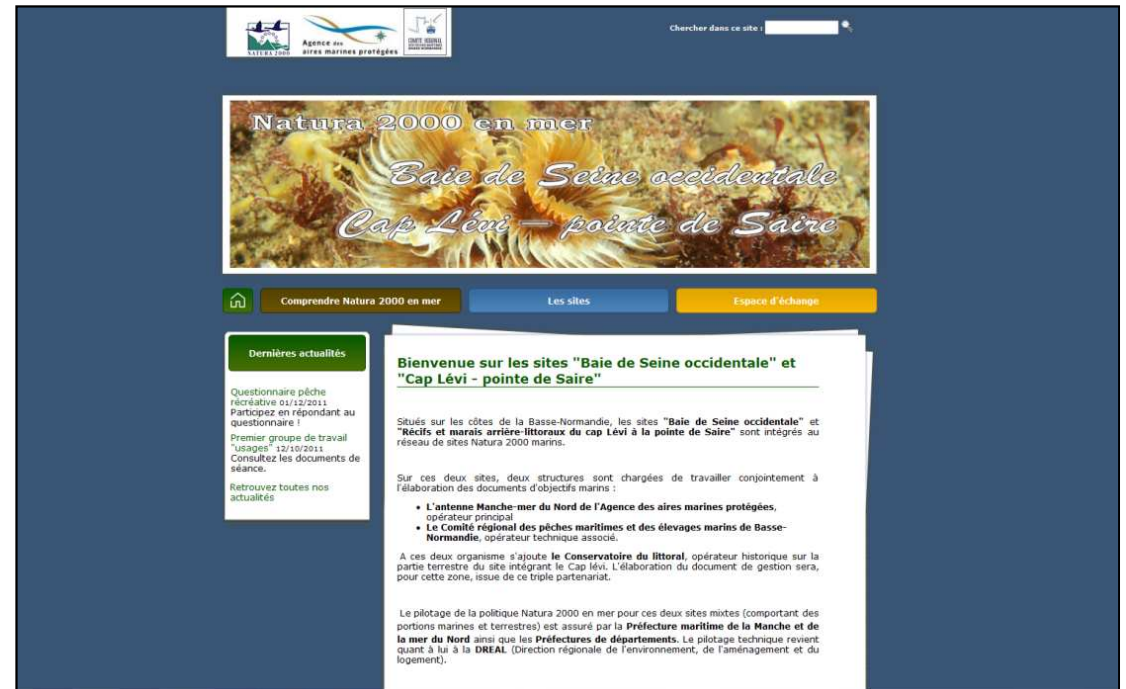 NATURA 2000
Agence des
aires marines protégées
Chercher dans ce site :
Natura 2000 en mer
Baie de Seine occidentale
Cap Lévi – pointe de Saire
Comprendre Natura 2000 en mer
Les sites
Espace d'échange
Dernières actualités
Questionnaire pêche
récréative 01/12/2011
Participez en répondant au
questionnaire !
Premier groupe de travail
"usages" 12/10/2011
Consultez les documents de
séance.
Retrouvez toutes nos
actualités
Bienvenue sur les sites "Baie de Seine occidentale" et
"Cap Lévi - pointe de Saire"
Situés sur les côtes de la Basse-Normandie, les sites "Baie de Seine occidentale" et
"Récifs et marais arrière-littoraux du cap Lévi à la pointe de Saire" sont intégrés au
réseau de sites Natura 2000 marins.
Sur ces deux sites, deux structures sont chargées de travailler conjointement à
l'élaboration des documents d'objectifs marins :
• L'antenne Manche-mer du Nord de l'Agence des aires marines protégées,
opérateur principal
• Le Comité régional des pêches maritimes et des élevages marins de Basse-
Normandie, opérateur technique associé.
A ces deux organisme s'ajoute le Conservatoire du littoral, opérateur historique sur la
partie terrestre du site intégrant le Cap lévi. L'élaboration du document de gestion sera,
pour cette zone, issue de ce triple partenariat.
Le pilotage de la politique Natura 2000 en mer pour ces deux sites mixtes (comportant des
portions marines et terrestres) est assuré par la Préfecture maritime de la Manche et de
la mer du Nord ainsi que les Préfectures de départements. Le pilotage technique revient
quant à lui à la DREAL (Direction régionale de l'environnement, de l'aménagement et du
logement).